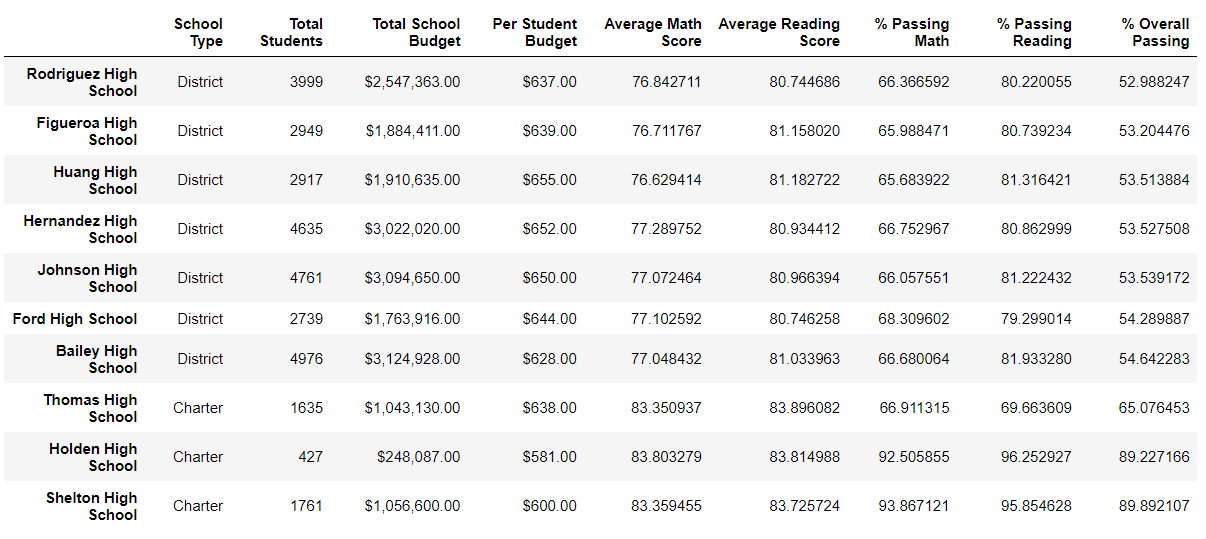 School Type Total Students Total School Budget Per Student Budget Average Math Score Average Reading Score % Passing Math % Passing Reading % Overall Passing
Rodriguez High School District 3999 $2,547,363.00 $637.00 76.842711 80.744686 66.366592 80.220055 52.988247
Figueroa High School District 2949 $1,884,411.00 $639.00 76.711767 81.158020 65.988471 80.739234 53.204476
Huang High School District 2917 $1,910,635.00 $655.00 76.629414 81.182722 65.683922 81.316421 53.513884
Hernandez High School District 4635 $3,022,020.00 $652.00 77.289752 80.934412 66.752967 80.862999 53.527508
Johnson High School District 4761 $3,094,650.00 $650.00 77.072464 80.966394 66.057551 81.222432 53.539172
Ford High School District 2739 $1,763,916.00 $644.00 77.102592 80.746258 68.309602 79.299014 54.289887
Bailey High School District 4976 $3,124,928.00 $628.00 77.048432 81.033963 66.680064 81.933280 54.642283
Thomas High School Charter 1635 $1,043,130.00 $638.00 83.350937 83.896082 66.911315 69.663609 65.076453
Holden High School Charter 427 $248,087.00 $581.00 83.803279 83.814988 92.505855 96.252927 89.227166
Shelton High School Charter 1761 $1,056,600.00 $600.00 83.359455 83.725724 93.867121 95.854628 89.892107